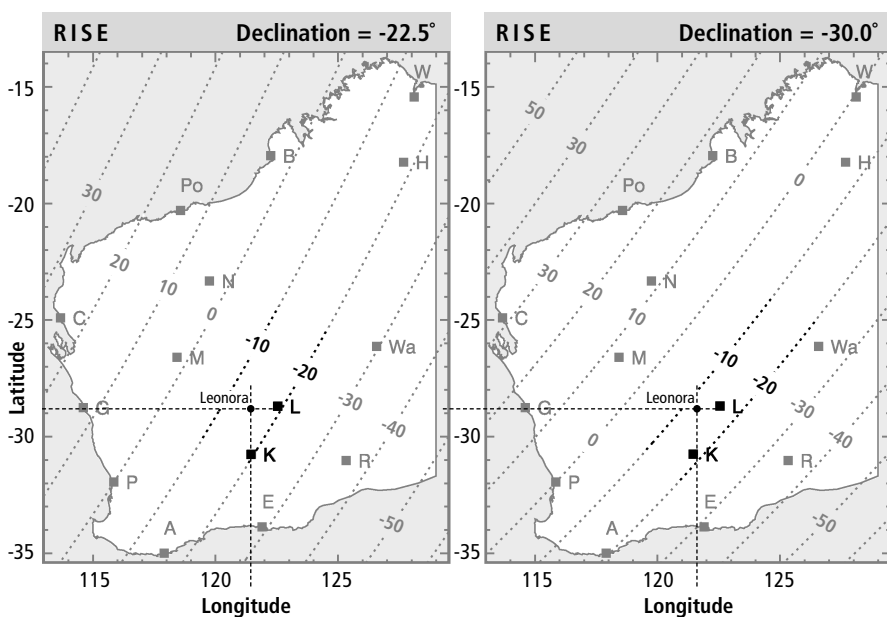 RISE Declination = -22.5°
W
-15
B
H
Po
-20
30
20
N
10
0
-25
C
M
-10
Wa
-20
Leonora
G
L
-30
-30
-40
K
R
P
E
-50
A
-35
115 120 125
Latitude
Longitude
RISE Declination = -30.0°
W
-15
50
30
B
H
0
Po
-20
N
30
20
10
-25
C
M
-10
Wa
-20
Leonora
G
L
-30
0
-30
K
-40
R
P
E
-50
A
-35
115 120 125
Longitude